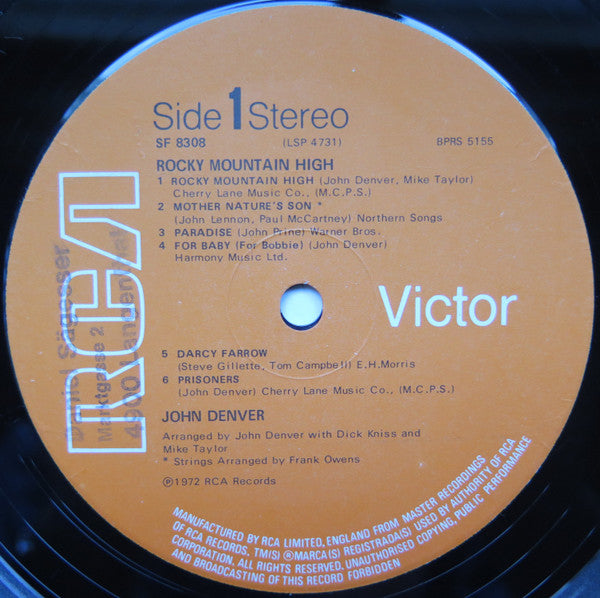 Side 1 Stereo
SF 8308 (LSP 4731) BPRS 5155
ROCKY MOUNTAIN HIGH
1 ROCKY MOUNTAIN HIGH (John Denver, Mike Taylor)
Cherry Lane Music Co., (M.C.P.S.)
2 MOTHER NATURE'S SON *
(John Lennon, Paul McCartney) Northern Songs
3 PARADISE (John Prine) Warner Bros.
4 FOR BABY (For Bobbie) (John Denver)
Harmony Music Ltd.
RCA
Daniel Sägesser
Marktgasse 2
4900 Langenthal
Victor
5 DARCY FARROW
(Steve Gillette, Tom Campbell) E.H.Morris
6 PRISONERS
(John Denver) Cherry Lane Music Co., (M.C.P.S.)
JOHN DENVER
Arranged by John Denver with Dick Kniss and
Mike Taylor
* Strings Arranged by Frank Owens
℗1972 RCA Records
MANUFACTURED BY RCA LIMITED, ENGLAND FROM MASTER RECORDINGS
OF RCA RECORDS. TM(S) ® MARCA(S) REGISTRADA(S) USED BY AUTHORITY OF RCA
CORPORATION. ALL RIGHTS RESERVED. UNAUTHORISED COPYING, PUBLIC PERFORMANCE
AND BROADCASTING OF THIS RECORD FORBIDDEN